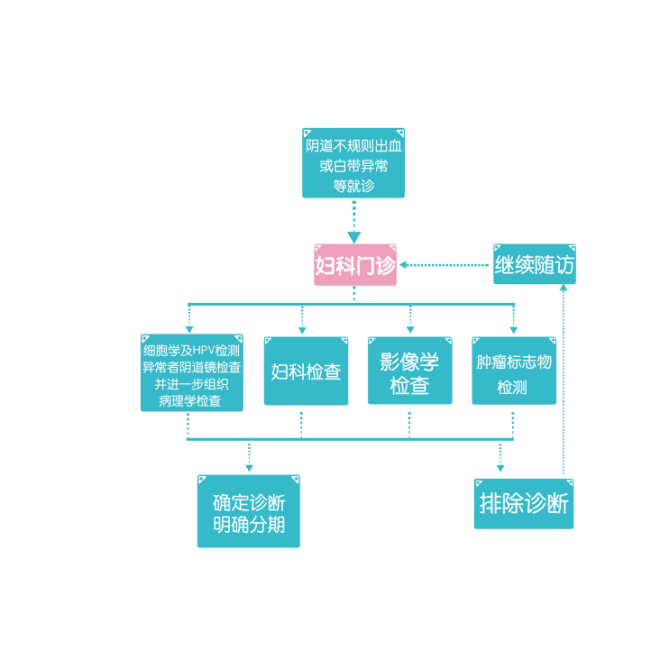 阴道不规则出血
或白带异常
等就诊
妇科门诊
继续随访
细胞学及HPV检测
异常者阴道镜检查
并进一步组织
病理学检查
妇科检查
影像学
检查
肿瘤标志物
检测
确定诊断
明确分期
排除诊断